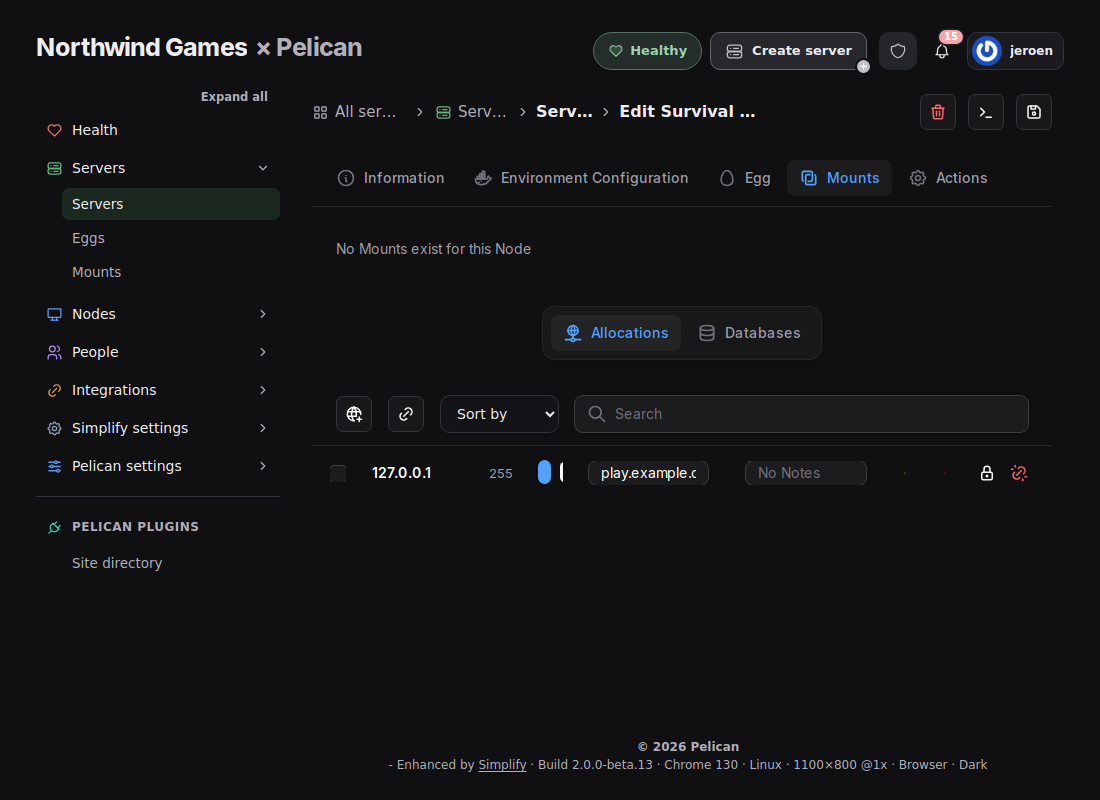 Northwind Games × Pelican
Healthy
Create server
15
jeroen
Expand all
Health
Servers
Servers
Eggs
Mounts
Nodes
People
Integrations
Simplify settings
Pelican settings
PELICAN PLUGINS
Site directory
All ser… > Serv… > Serv… > Edit Survival …
Information
Environment Configuration
Egg
Mounts
Actions
No Mounts exist for this Node
Allocations
Databases
Sort by
Search
127.0.0.1
255
play.example.c
No Notes
© 2026 Pelican
- Enhanced by Simplify · Build 2.0.0-beta.13 · Chrome 130 · Linux · 1100×800 @1x · Browser · Dark